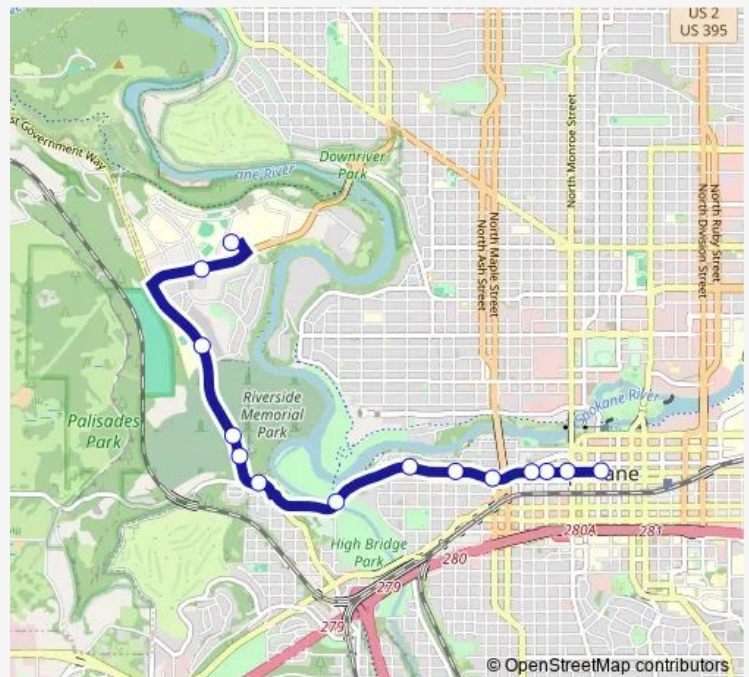 US 2
US 395
st Government Way
Downriver
Park
ane River
North Monroe Street
North Maple Street
North Ash Street
North Ruby Street
North Division Street
Riverside
Memorial
Park
Palisades
Park
Spokane River
ane
High Bridge
Park
280A
281
280
279
279
© OpenStreetMap contributors